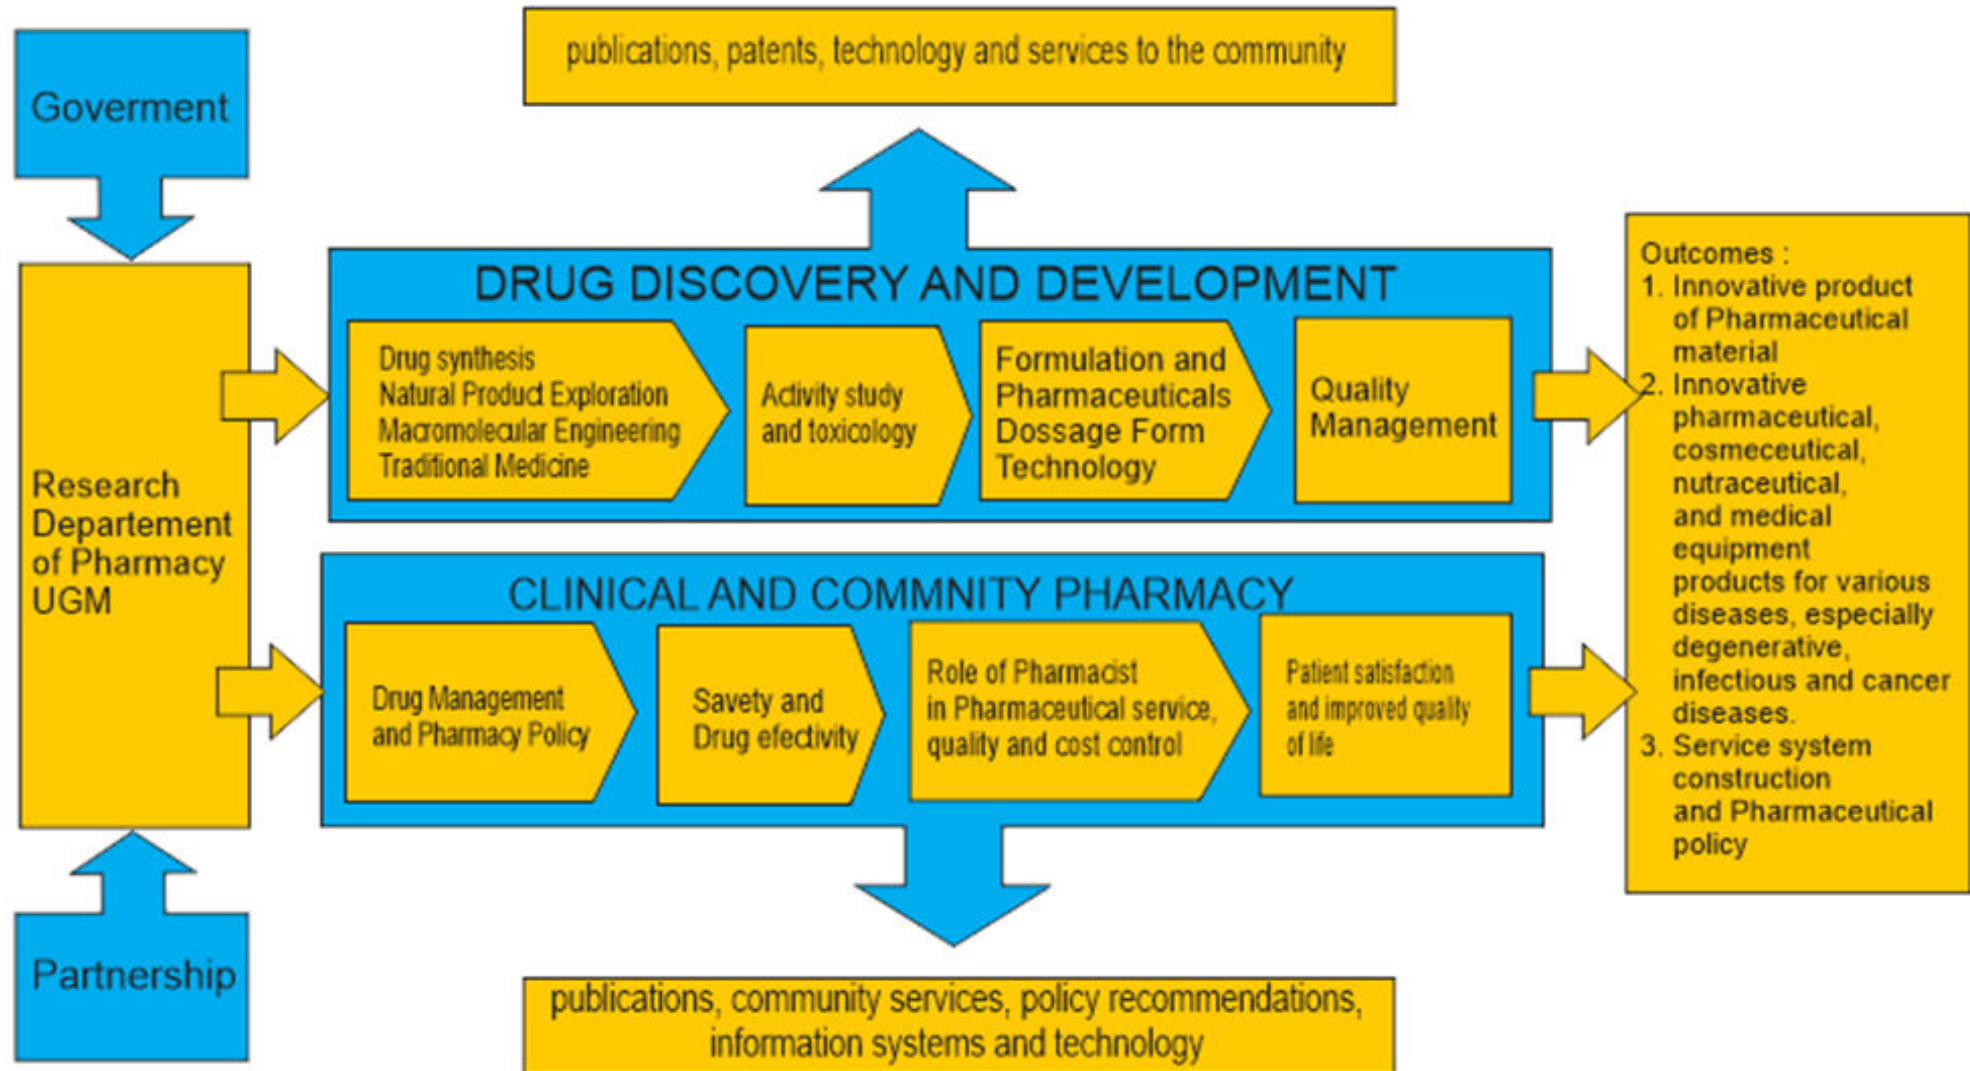 publications, patents, technology and services to the community
Goverment
Research
Departement
of Pharmacy
UGM
Partnership
DRUG DISCOVERY AND DEVELOPMENT
Drug synthesis
Natural Product Exploration
Macromolecular Engineering
Traditional Medicine
Activity study
and toxicology
Formulation and
Pharmaceuticals
Dossage Form
Technology
Quality
Management
CLINICAL AND COMMNITY PHARMACY
Drug Management
and Pharmacy Policy
Savety and
Drug efectivity
Role of Pharmacist
in Pharmaceutical service,
quality and cost control
Patient satisfaction
and improved quality
of life
Outcomes :
1. Innovative product
of Pharmaceutical
material
2. Innovative
pharmaceutical,
cosmeceutical,
nutraceutical,
and medical
equipment
products for various
diseases, especially
degenerative,
infectious and cancer
diseases.
3. Service system
construction
and Pharmaceutical
policy
publications, community services, policy recommendations,
information systems and technology